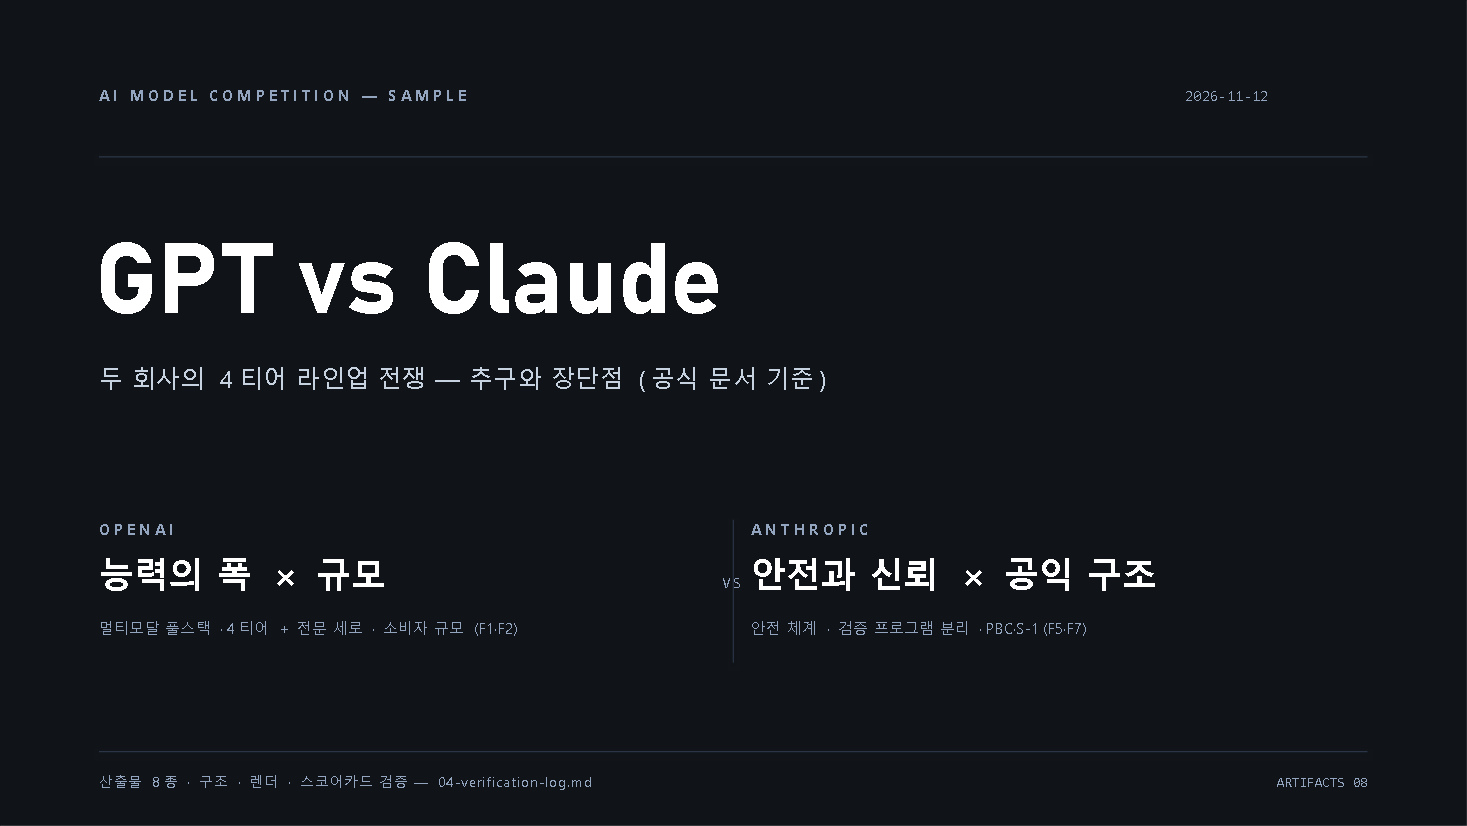 AI MODEL COMPETITION — SAMPLE
2026-11-12
GPT vs Claude
두 회사의 4티어 라인업 전쟁 — 추구와 장단점 (공식 문서 기준)
OPENAI
능력의 폭 × 규모
멀티모달 풀스택 · 4티어 + 전문 세로 · 소비자 규모 (F1·F2)
VS
ANTHROPIC
안전과 신뢰 × 공익 구조
안전 체계 · 검증 프로그램 분리 · PBC·S-1 (F5·F7)
산출물 8종 · 구조 · 렌더 · 스코어카드 검증 — 04-verification-log.md
ARTIFACTS 08